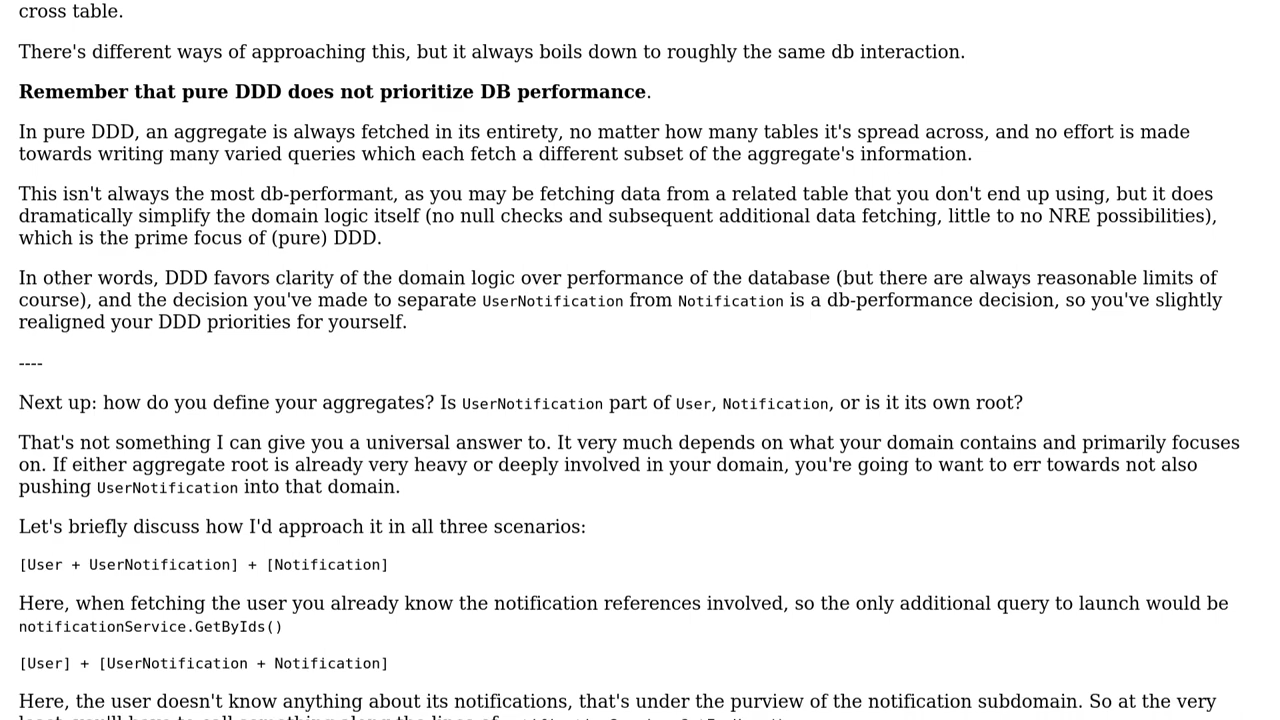 cross table.
There's different ways of approaching this, but it always boils down to roughly the same db interaction.
Remember that pure DDD does not prioritize DB performance.
In pure DDD, an aggregate is always fetched in its entirety, no matter how many tables it's spread across, and no effort is made
towards writing many varied queries which each fetch a different subset of the aggregate's information.
This isn't always the most db-performant, as you may be fetching data from a related table that you don't end up using, but it does
dramatically simplify the domain logic itself (no null checks and subsequent additional data fetching, little to no NRE possibilities),
which is the prime focus of (pure) DDD.
In other words, DDD favors clarity of the domain logic over performance of the database (but there are always reasonable limits of
course), and the decision you've made to separate UserNotification from Notification is a db-performance decision, so you've slightly
realigned your DDD priorities for yourself.
----
Next up: how do you define your aggregates? Is UserNotification part of User, Notification, or is it its own root?
That's not something I can give you a universal answer to. It very much depends on what your domain contains and primarily focuses
on. If either aggregate root is already very heavy or deeply involved in your domain, you're going to want to err towards not also
pushing UserNotification into that domain.
Let's briefly discuss how I'd approach it in all three scenarios:
[User + UserNotification] + [Notification]
Here, when fetching the user you already know the notification references involved, so the only additional query to launch would be
notificationService.GetByIds()
[User] + [UserNotification + Notification]
Here, the user doesn't know anything about its notifications, that's under the purview of the notification subdomain. So at the very